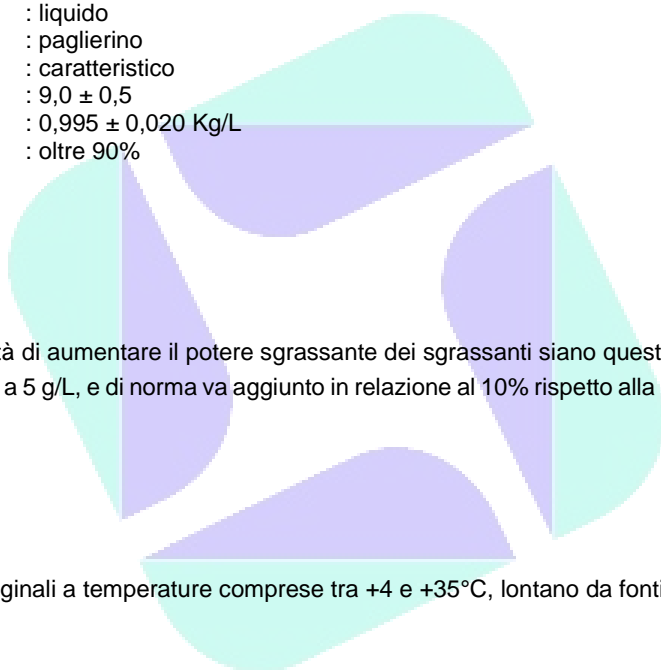 : liquido
: paglierino
: caratteristico
: 9,0 ± 0,5
: 0,995 ± 0,020 Kg/L
: oltre 90%
tà di aumentare il potere sgrassante dei sgrassanti siano quest
a 5 g/L, e di norma va aggiunto in relazione al 10% rispetto alla
ginali a temperature comprese tra +4 e +35°C, lontano da fonti